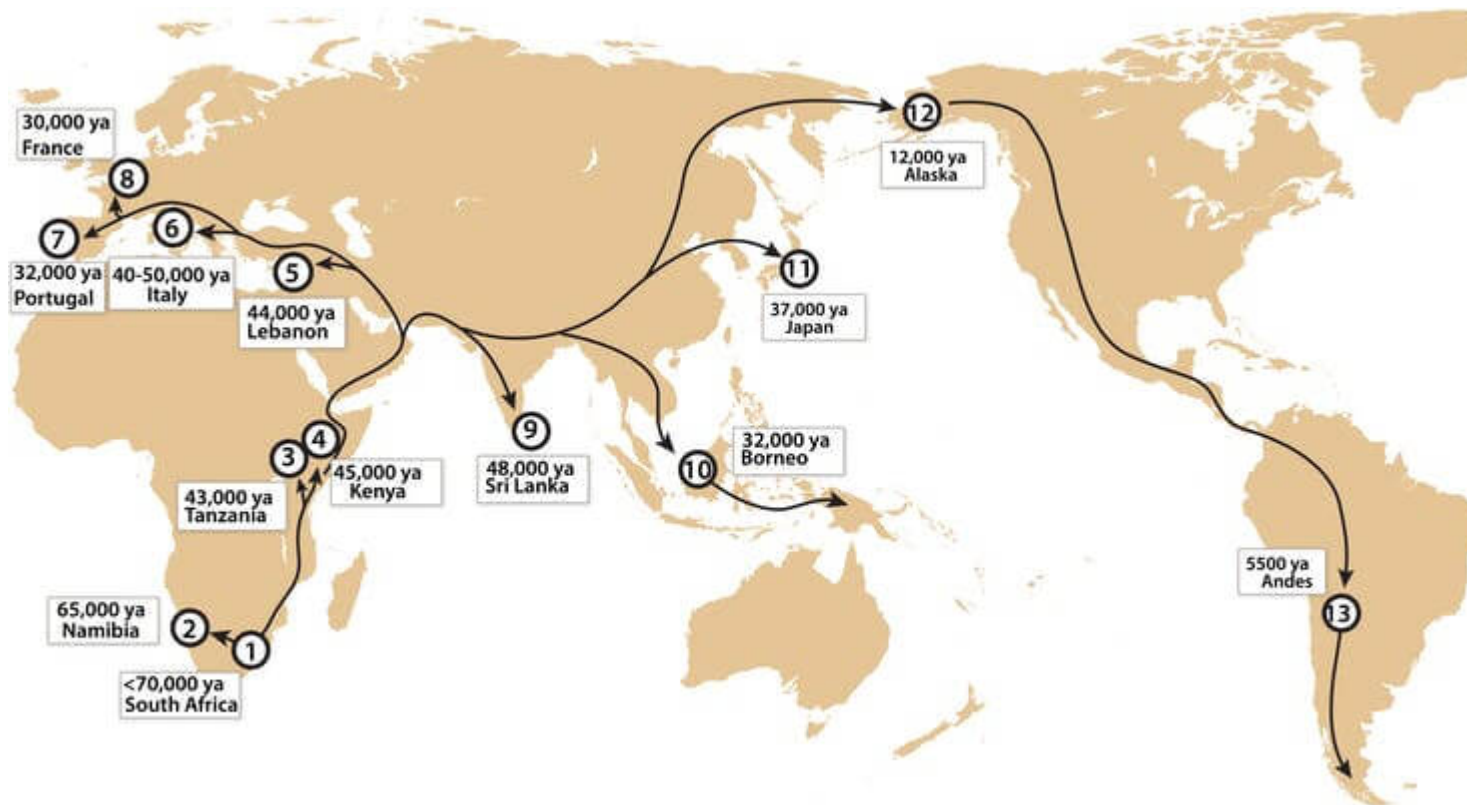 30,000 ya
France
8
7
32,000 ya
Portugal
6
40-50,000 ya
Italy
5
44,000 ya
Lebanon
12
12,000 ya
Alaska
11
37,000 ya
Japan
9
48,000 ya
Sri Lanka
32,000 ya
Borneo
10
4
45,000 ya
Kenya
3
43,000 ya
Tanzania
65,000 ya
Namibia
2
1
<70,000 ya
South Africa
5500 ya
Andes
13